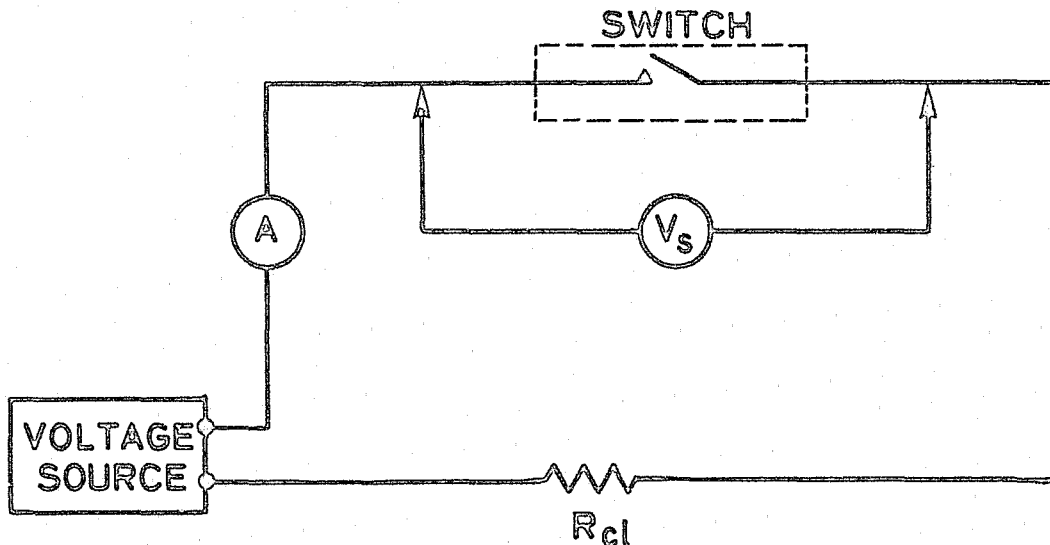 SWITCH
A
Vs
VOLTAGE
SOURCE
Rcl